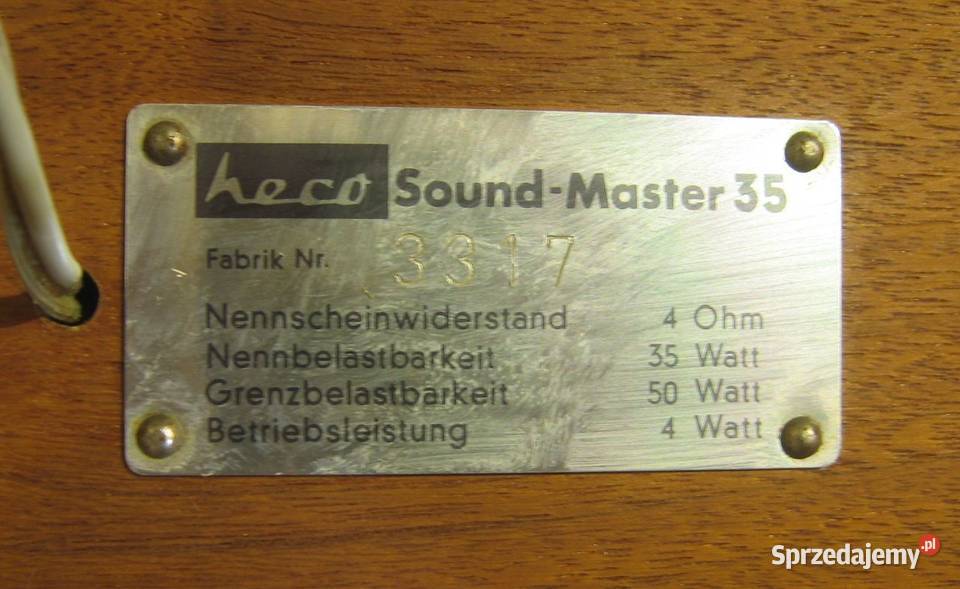 heco Sound-Master 35
Fabrik Nr. 3317
Nennscheinwiderstand 4 Ohm
Nennbelastbarkeit 35 Watt
Grenzbelastbarkeit 50 Watt
Betriebsleistung 4 Watt
Sprzedajemy.pl